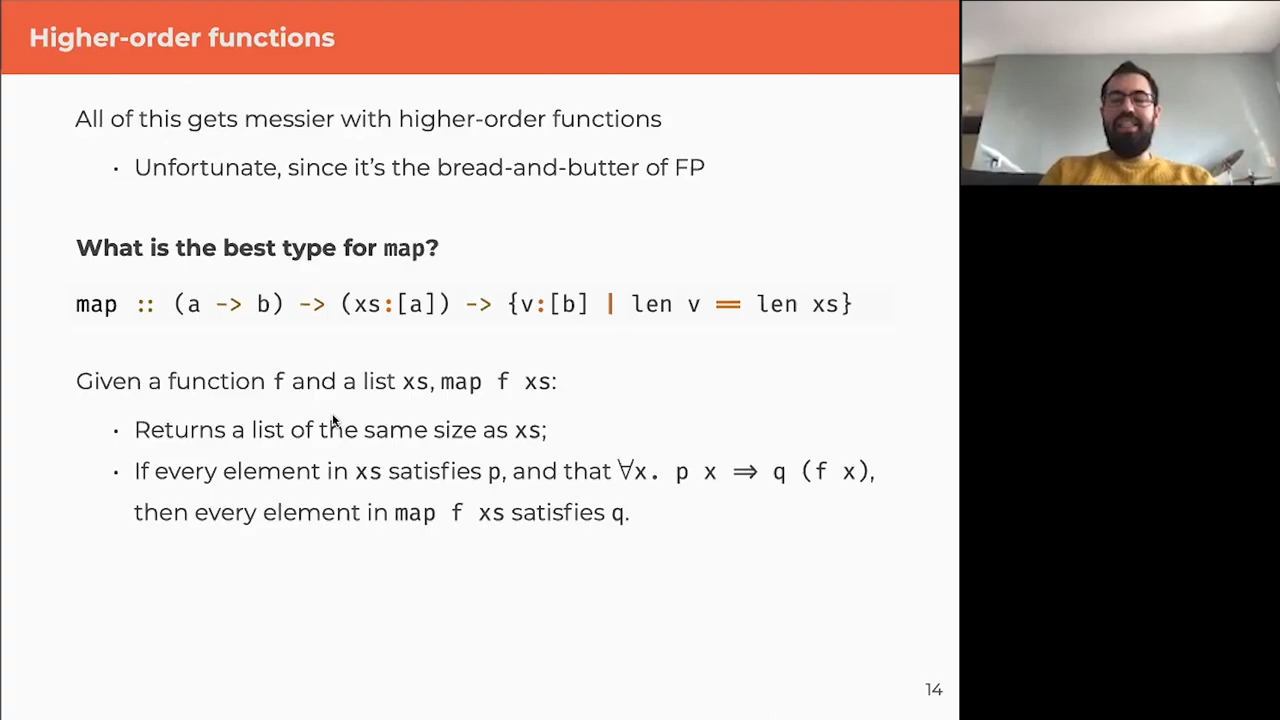 Higher-order functions
All of this gets messier with higher-order functions
· Unfortunate, since it's the bread-and-butter of FP
What is the best type for map?
map :: (a -> b) -> (xs:[a]) -> {v:[b] | len v == len xs}
Given a function f and a list xs, map f xs:
· Returns a list of the same size as xs;
· If every element in xs satisfies p, and that ∀x. p x ⇒ q (f x),
then every element in map f xs satisfies q.
14